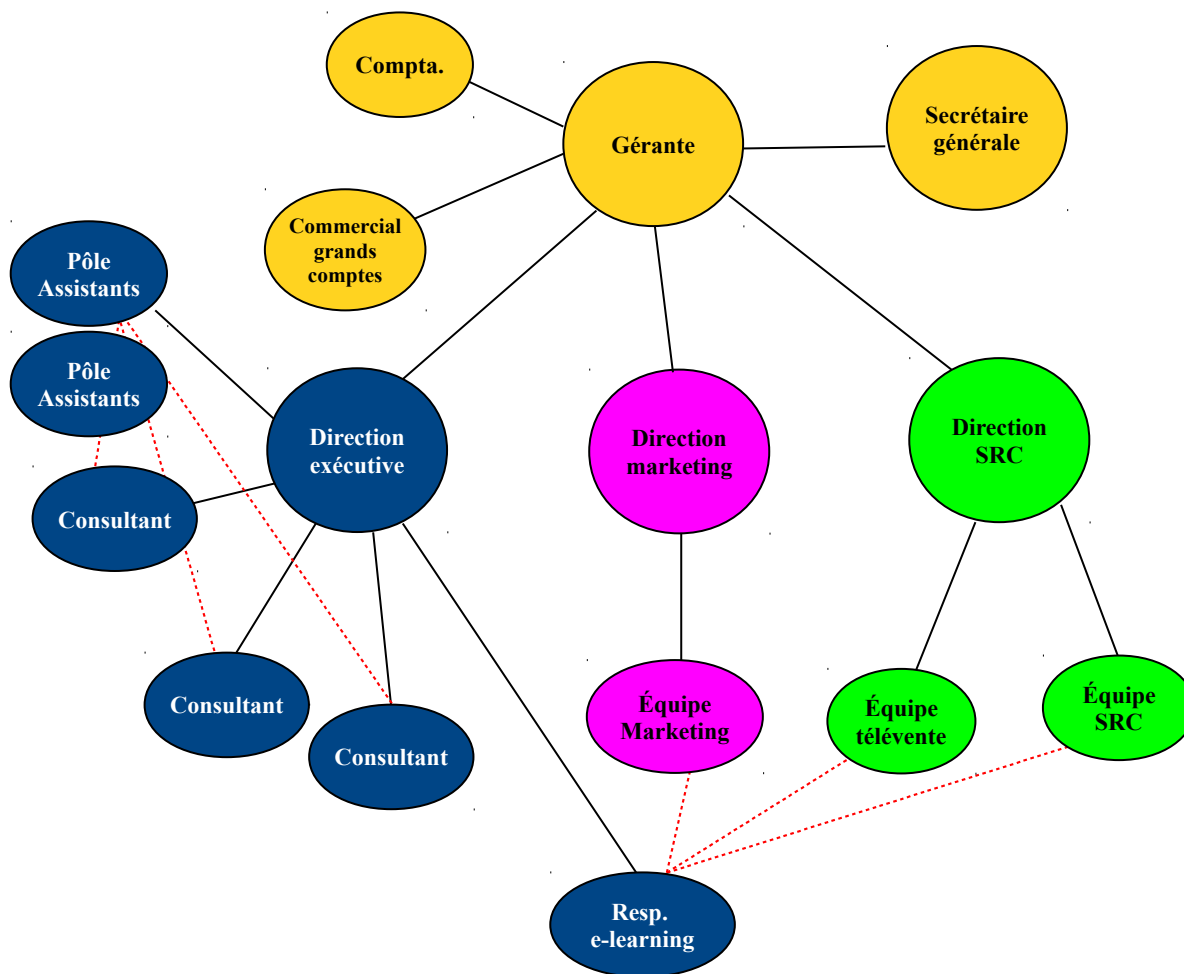 Compta.
Gérante
Secrétaire
générale
Commercial
grands
comptes
Pôle
Assistants
Pôle
Assistants
Direction
exécutive
Direction
marketing
Direction
SRC
Consultant
Consultant
Consultant
Équipe
Marketing
Équipe
télévente
Équipe
SRC
Resp.
e-learning